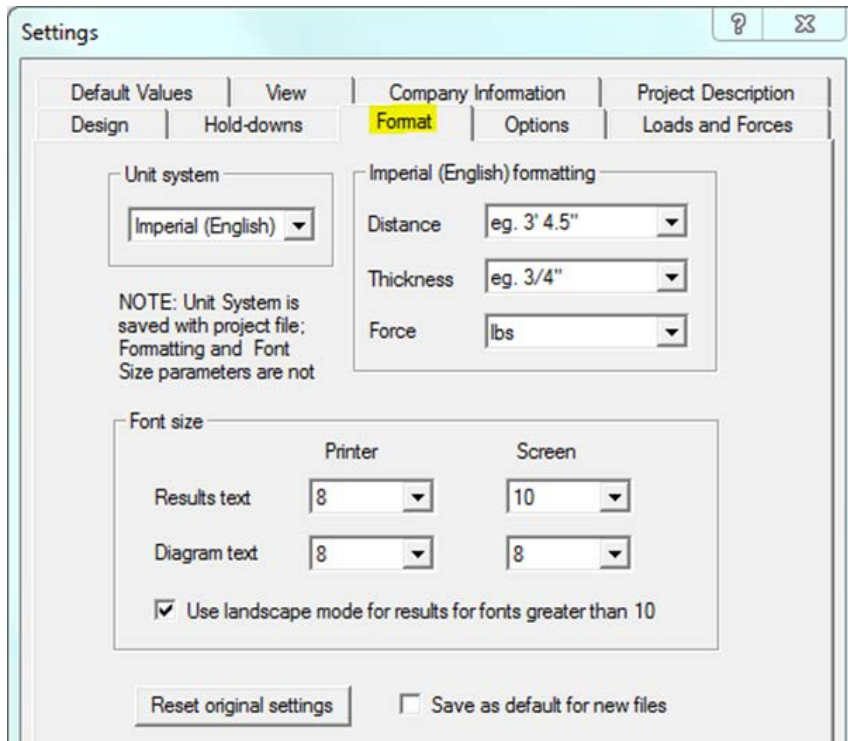 Settings
?
Default Values View Company Information Project Description
Design Hold-downs Format Options Loads and Forces
Unit system
Imperial (English)
NOTE: Unit System is
saved with project file;
Formatting and Font
Size parameters are not
Imperial (English) formatting
Distance eg. 3' 4.5"
Thickness eg. 3/4"
Force lbs
Font size
Printer Screen
Results text 8 10
Diagram text 8 8
Use landscape mode for results for fonts greater than 10
Reset original settings Save as default for new files